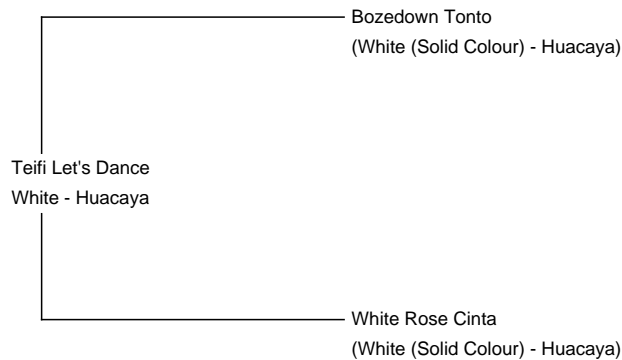 Bozedown Tonto
(White (Solid Colour) - Huacaya)
Teifi Let's Dance
White - Huacaya
White Rose Cinta
(White (Solid Colour) - Huacaya)